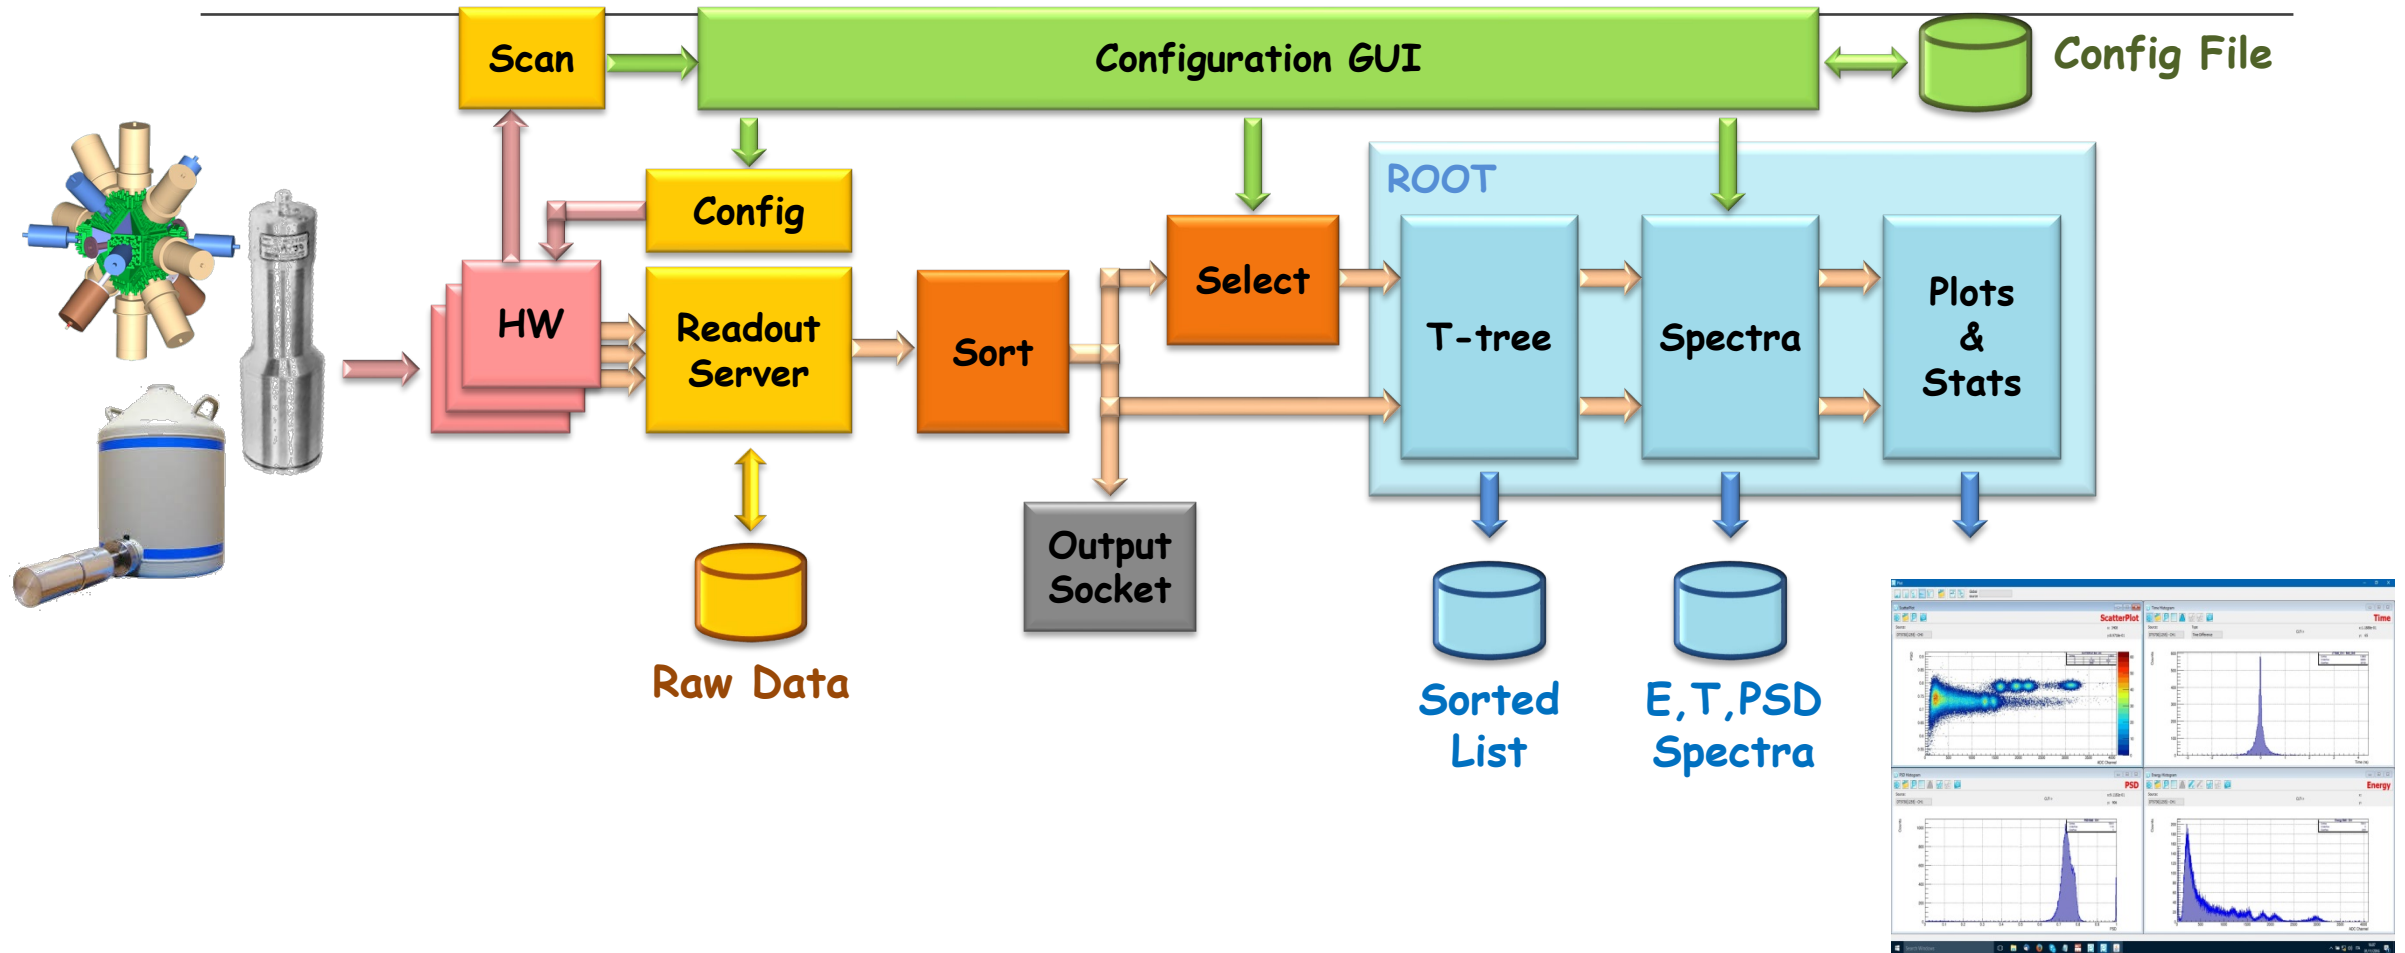 Scan
Configuration GUI
Config File
ROOT
Config
Select
HW
Readout
Server
Sort
T-tree
Spectra
Plots
&
Stats
Output
Socket
Raw Data
Sorted
List
E,T,PSD
Spectra
ScatterPlot
Time
PSD
Energy